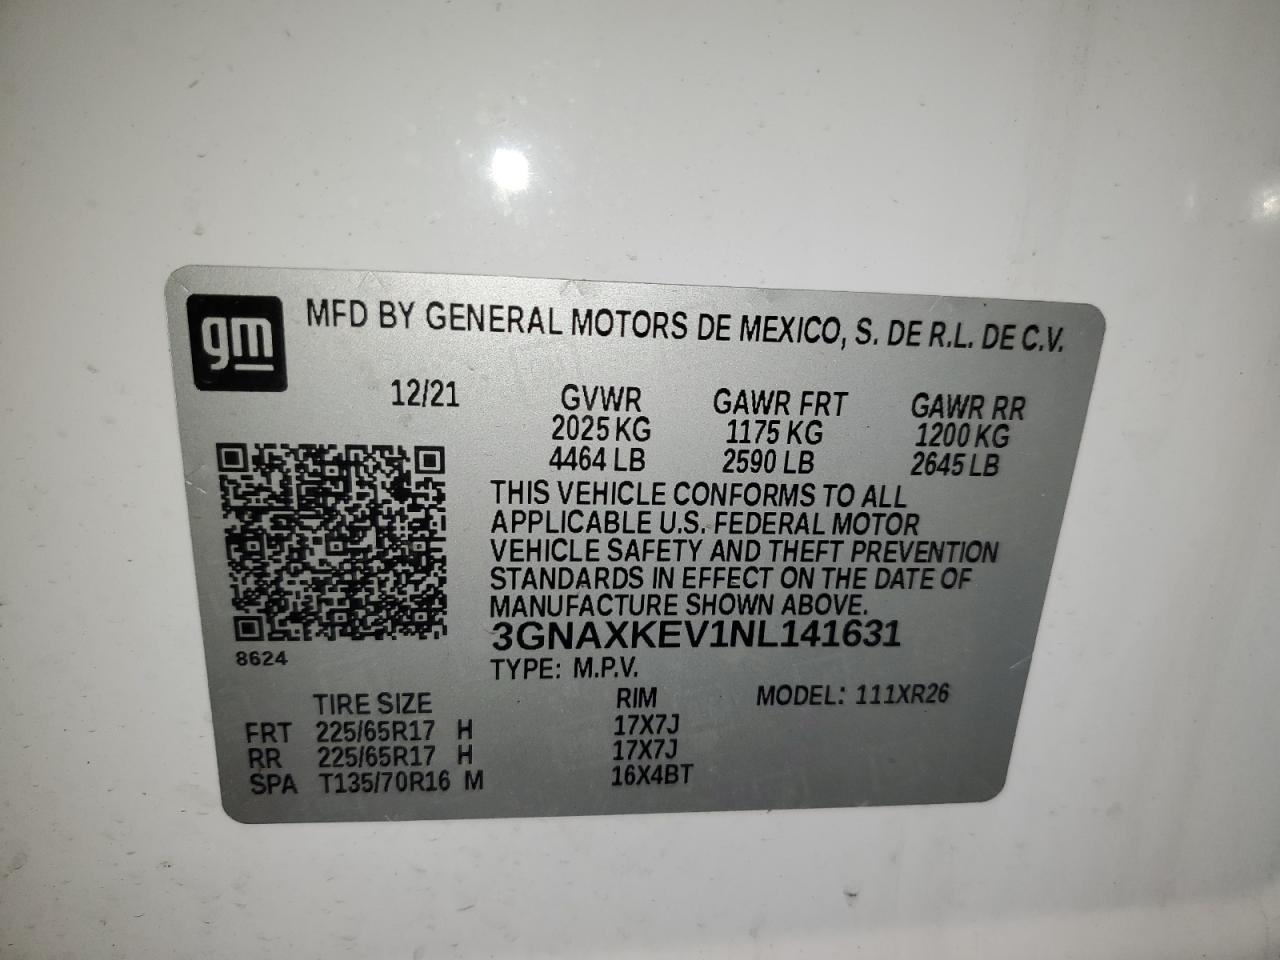 gm MFD BY GENERAL MOTORS DE MEXICO, S. DE R.L. DE C.V.
12/21 GVWR GAWR FRT GAWR RR
2025 KG 1175 KG 1200 KG
4464 LB 2590 LB 2645 LB
THIS VEHICLE CONFORMS TO ALL
APPLICABLE U.S. FEDERAL MOTOR
VEHICLE SAFETY AND THEFT PREVENTION
STANDARDS IN EFFECT ON THE DATE OF
MANUFACTURE SHOWN ABOVE.
3GNAXKEV1NL141631
8624
TYPE: M.P.V.
TIRE SIZE RIM MODEL: 111XR26
FRT 225/65R17 H 17X7J
RR 225/65R17 H 17X7J
SPA T135/70R16 M 16X4BT